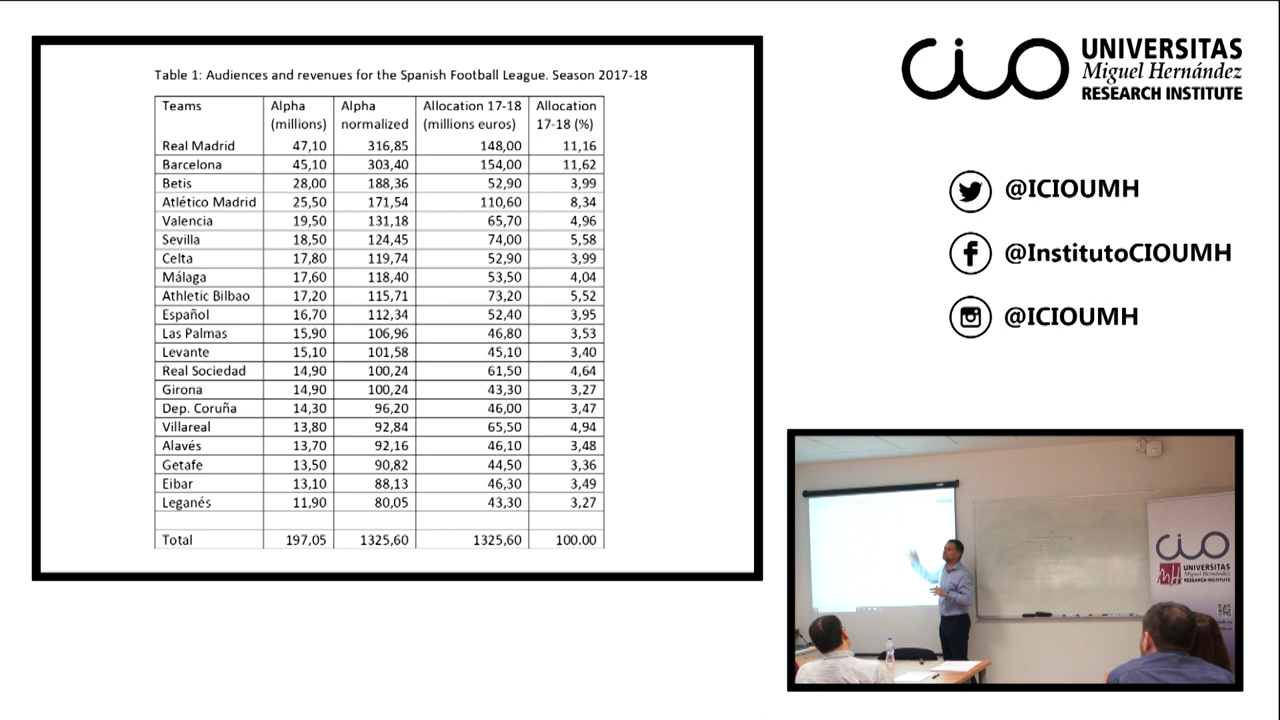 Table 1: Audiences and revenues for the Spanish Football League. Season 2017-18
Teams Alpha Alpha Allocation 17-18 Allocation
(millions) normalized (millions euros) 17-18 (%)
Real Madrid 47,10 316,85 148,00 11,16
Barcelona 45,10 303,40 154,00 11,62
Betis 28,00 188,36 52,90 3,99
Atlético Madrid 25,50 171,54 110,60 8,34
Valencia 19,50 131,18 65,70 4,96
Sevilla 18,50 124,45 74,00 5,58
Celta 17,80 119,74 52,90 3,99
Málaga 17,60 118,40 53,50 4,04
Athletic Bilbao 17,20 115,71 73,20 5,52
Español 16,70 112,34 52,40 3,95
Las Palmas 15,90 106,96 46,80 3,53
Levante 15,10 101,58 45,10 3,40
Real Sociedad 14,90 100,24 61,50 4,64
Girona 14,90 100,24 43,30 3,27
Dep. Coruña 14,30 96,20 46,00 3,47
Villareal 13,80 92,84 65,50 4,94
Alavés 13,70 92,16 46,10 3,48
Getafe 13,50 90,82 44,50 3,36
Eibar 13,10 88,13 46,30 3,49
Leganés 11,90 80,05 43,30 3,27
Total 197,05 1325,60 1325,60 100.00
cio
UNIVERSITAS
Miguel Hernández
RESEARCH INSTITUTE
@ICIOUMH
@InstitutoCIOUMH
@ICIOUMH
cio
UNIVERSITAS
Miguel Hernández
RESEARCH INSTITUTE